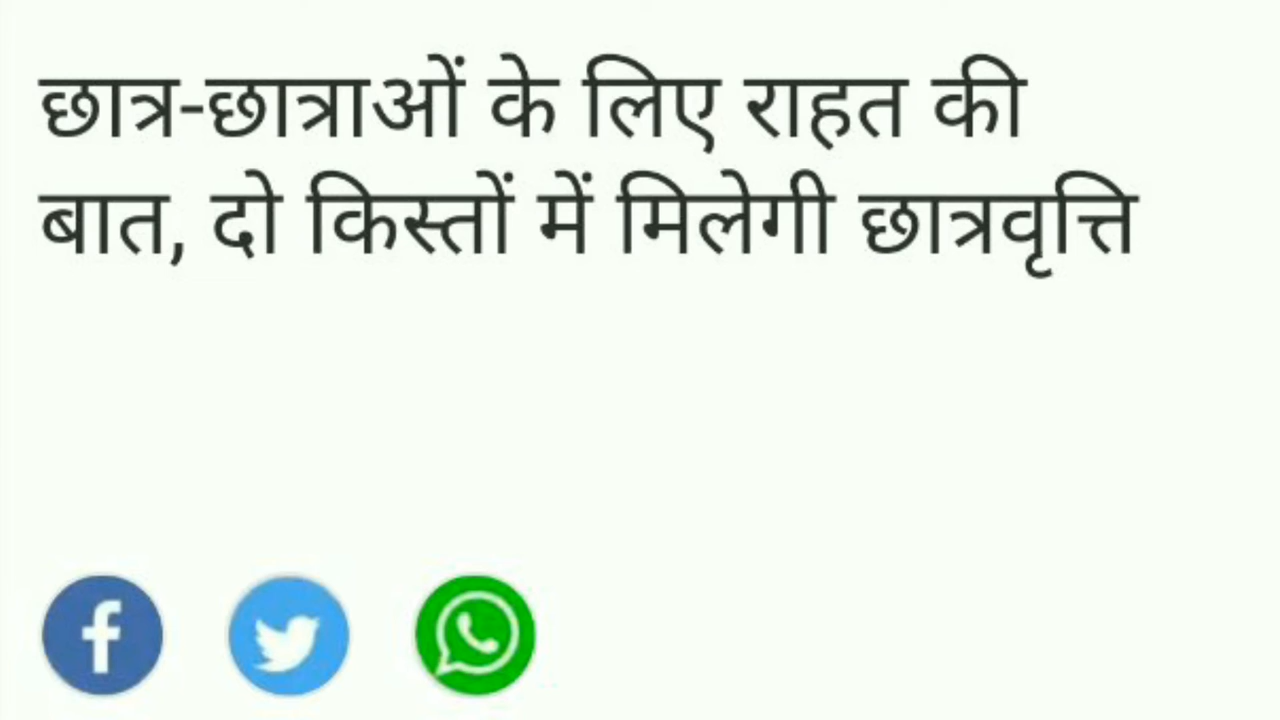 छात्र-छात्राओं के लिए राहत की
बात, दो किस्तों में मिलेगी छात्रवृत्ति